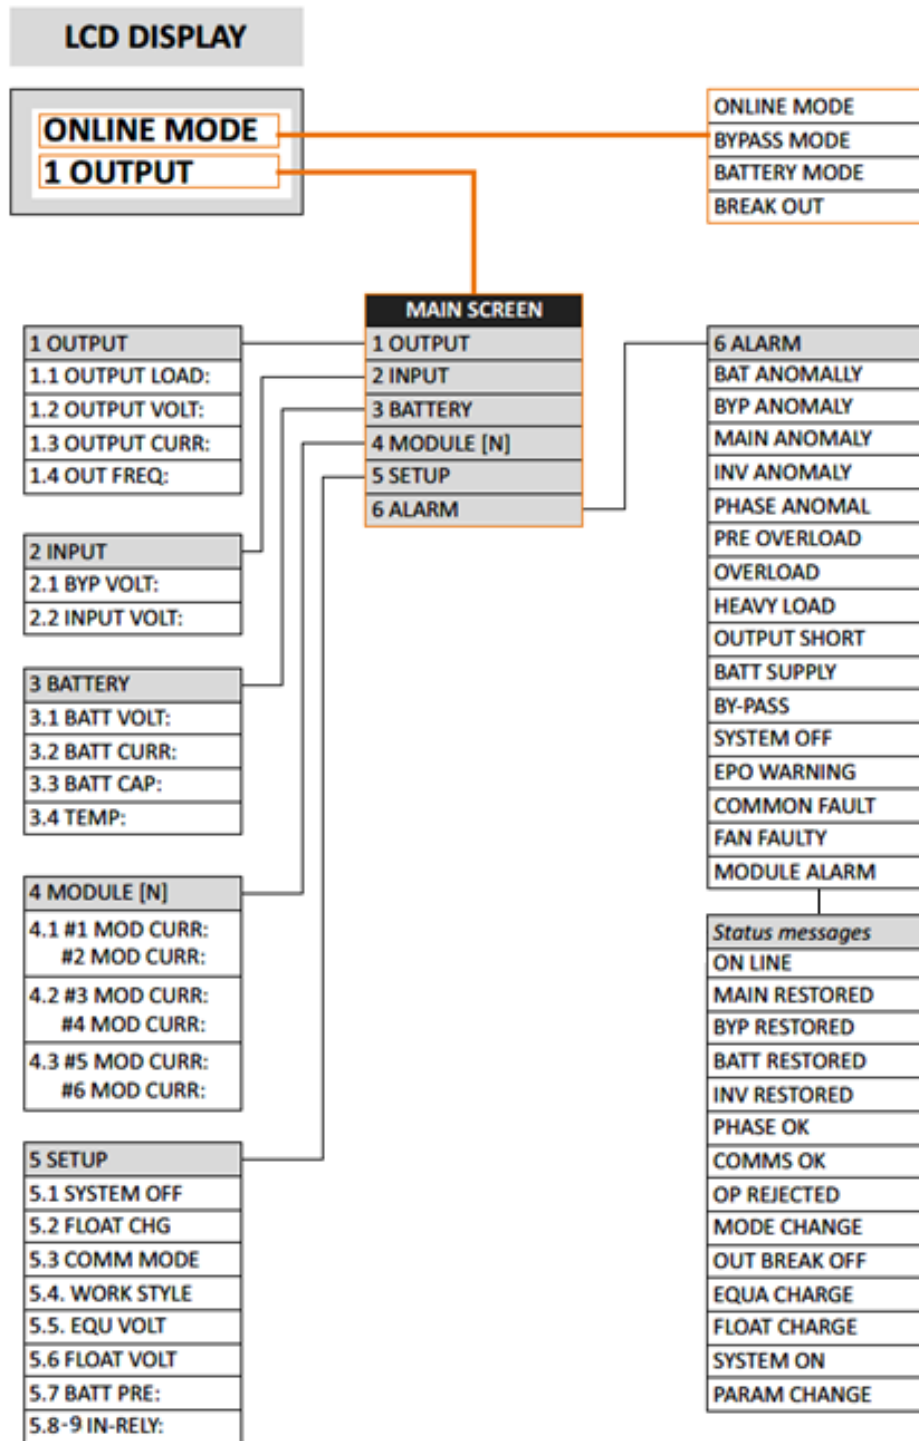 LCD DISPLAY
ONLINE MODE
1 OUTPUT
ONLINE MODE
BYPASS MODE
BATTERY MODE
BREAK OUT
MAIN SCREEN
1 OUTPUT
2 INPUT
3 BATTERY
4 MODULE [N]
5 SETUP
6 ALARM
1 OUTPUT
1.1 OUTPUT LOAD:
1.2 OUTPUT VOLT:
1.3 OUTPUT CURR:
1.4 OUT FREQ:
2 INPUT
2.1 BYP VOLT:
2.2 INPUT VOLT:
3 BATTERY
3.1 BATT VOLT:
3.2 BATT CURR:
3.3 BATT CAP:
3.4 TEMP:
4 MODULE [N]
4.1 #1 MOD CURR:
#2 MOD CURR:
4.2 #3 MOD CURR:
#4 MOD CURR:
4.3 #5 MOD CURR:
#6 MOD CURR:
5 SETUP
5.1 SYSTEM OFF
5.2 FLOAT CHG
5.3 COMM MODE
5.4. WORK STYLE
5.5. EQU VOLT
5.6 FLOAT VOLT
5.7 BATT PRE:
5.8-9 IN-RELY:
6 ALARM
BAT ANOMALLY
BYP ANOMALY
MAIN ANOMALY
INV ANOMALY
PHASE ANOMAL
PRE OVERLOAD
OVERLOAD
HEAVY LOAD
OUTPUT SHORT
BATT SUPPLY
BY-PASS
SYSTEM OFF
EPO WARNING
COMMON FAULT
FAN FAULTY
MODULE ALARM
Status messages
ON LINE
MAIN RESTORED
BYP RESTORED
BATT RESTORED
INV RESTORED
PHASE OK
COMMS OK
OP REJECTED
MODE CHANGE
OUT BREAK OFF
EQUA CHARGE
FLOAT CHARGE
SYSTEM ON
PARAM CHANGE